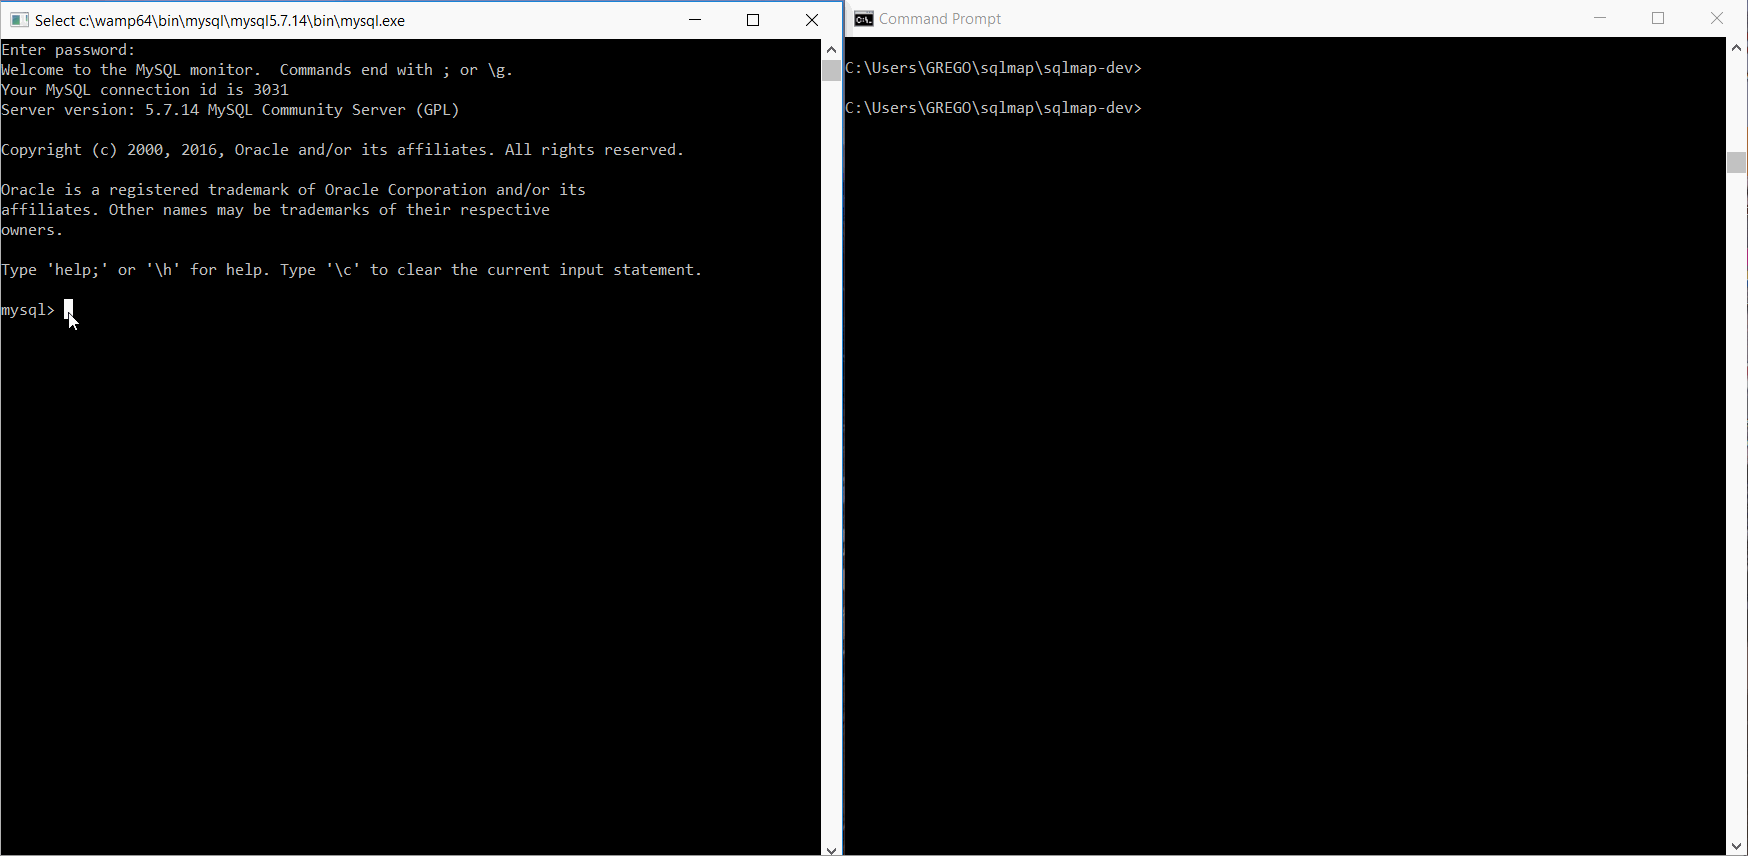 Select c:\wamp64\bin\mysql\mysql5.7.14\bin\mysql.exe
Enter password:
Welcome to the MySQL monitor.  Commands end with ; or \g.
Your MySQL connection id is 3031
Server version: 5.7.14 MySQL Community Server (GPL)
Copyright (c) 2000, 2016, Oracle and/or its affiliates. All rights reserved.
Oracle is a registered trademark of Oracle Corporation and/or its
affiliates. Other names may be trademarks of their respective
owners.
Type 'help;' or '\h' for help. Type '\c' to clear the current input statement.
mysql>
Command Prompt
C:\Users\GREGO\sqlmap\sqlmap-dev>
C:\Users\GREGO\sqlmap\sqlmap-dev>